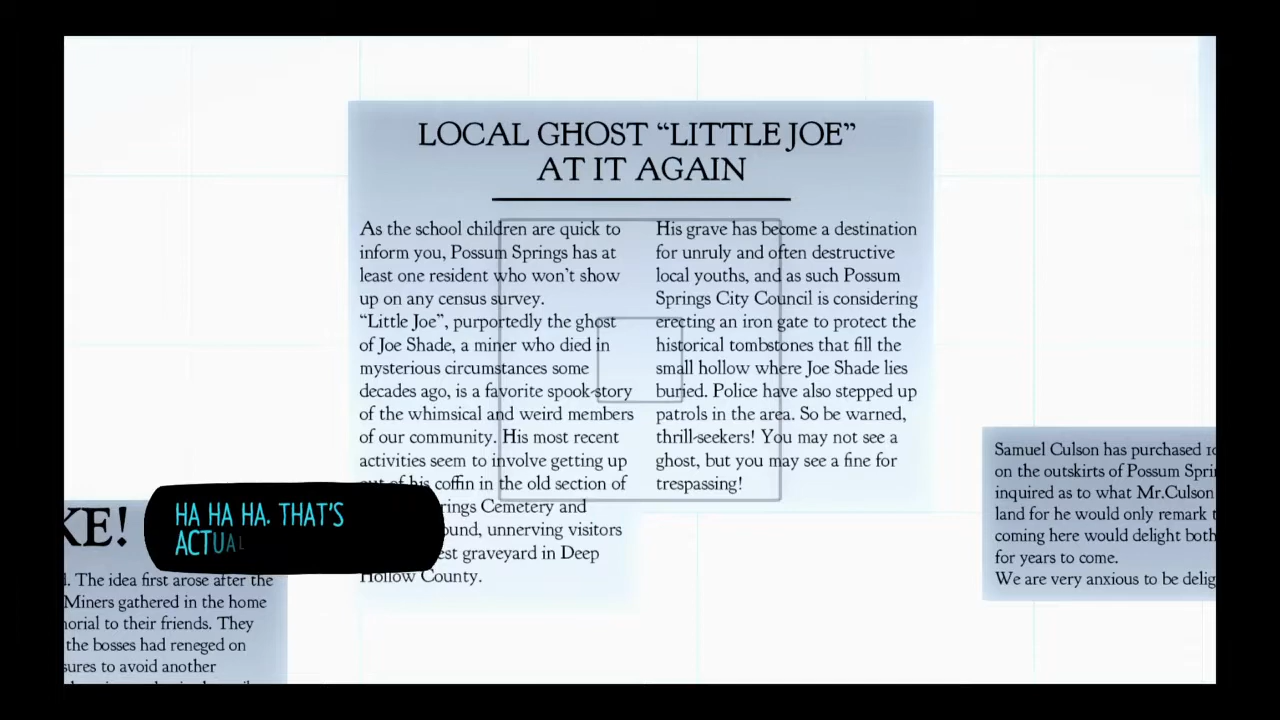 LOCAL GHOST “LITTLE JOE”
AT IT AGAIN
As the school children are quick to
inform you, Possum Springs has at
least one resident who won’t show
up on any census survey.
“Little Joe”, purportedly the ghost
of Joe Shade, a miner who died in
mysterious circumstances some
decades ago, is a favorite spook-story
of the whimsical and weird members
of our community. His most recent
activities seem to involve getting up
out of his coffin in the old section of
rings Cemetery and
ound, unnerving visitors
est graveyard in Deep
Hollow County.
His grave has become a destination
for unruly and often destructive
local youths, and as such Possum
Springs City Council is considering
erecting an iron gate to protect the
historical tombstones that fill the
small hollow where Joe Shade lies
buried. Police have also stepped up
patrols in the area. So be warned,
thrill-seekers! You may not see a
ghost, but you may see a fine for
trespassing!
HA HA HA. THAT'S
ACTUAL
KE!
. The idea first arose after the
Miners gathered in the home
orial to their friends. They
the bosses had reneged on
sures to avoid another
Samuel Culson has purchased 10
on the outskirts of Possum Spri
inquired as to what Mr.Culson
land for he would only remark t
coming here would delight both
for years to come.
We are very anxious to be delig